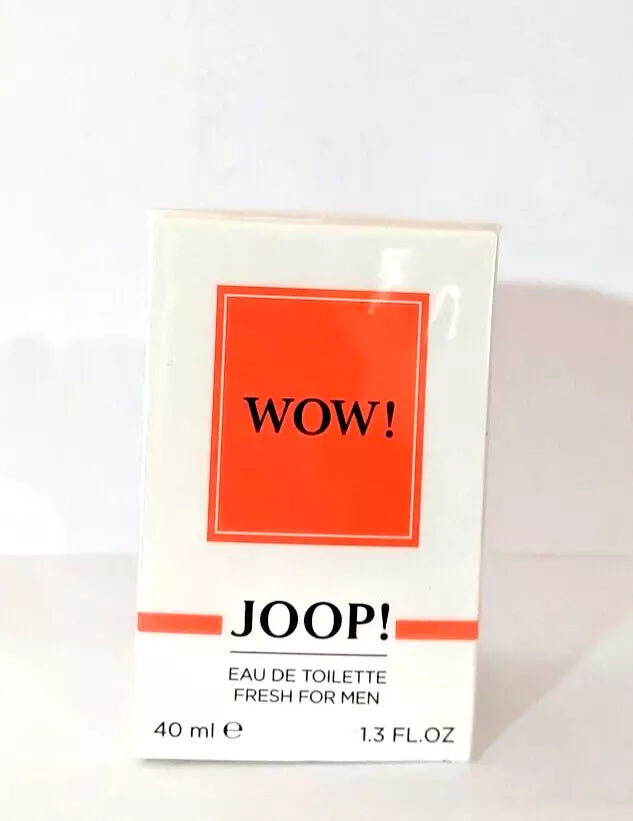 WOW!
JOOP!
EAU DE TOILETTE
FRESH FOR MEN
40 ml ℮ 1.3 FL.OZ